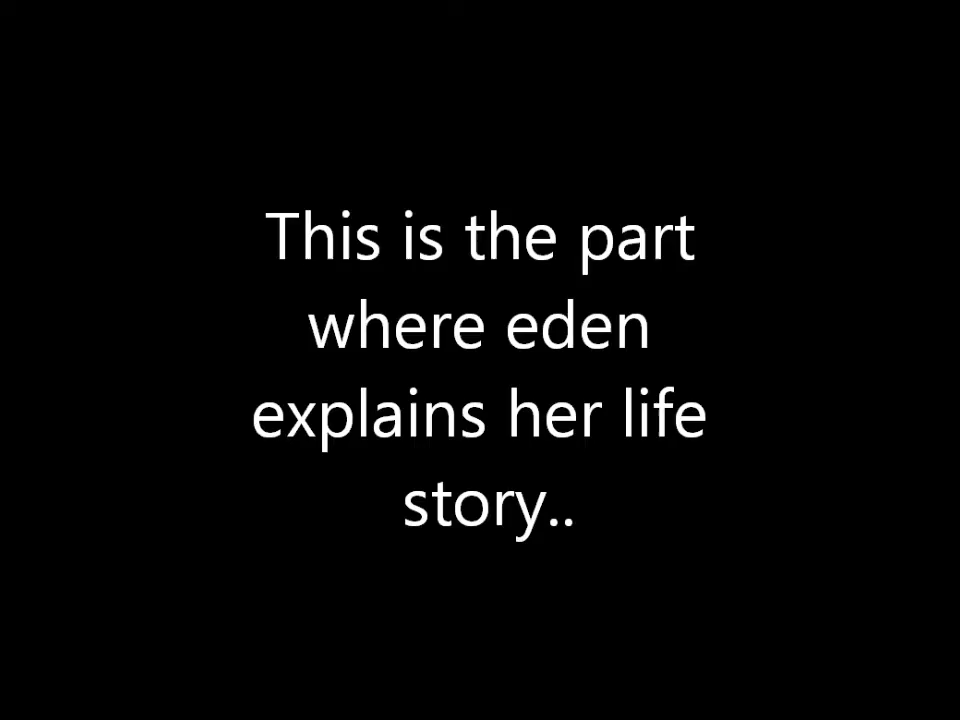 This is the part
where eden
explains her life
story..